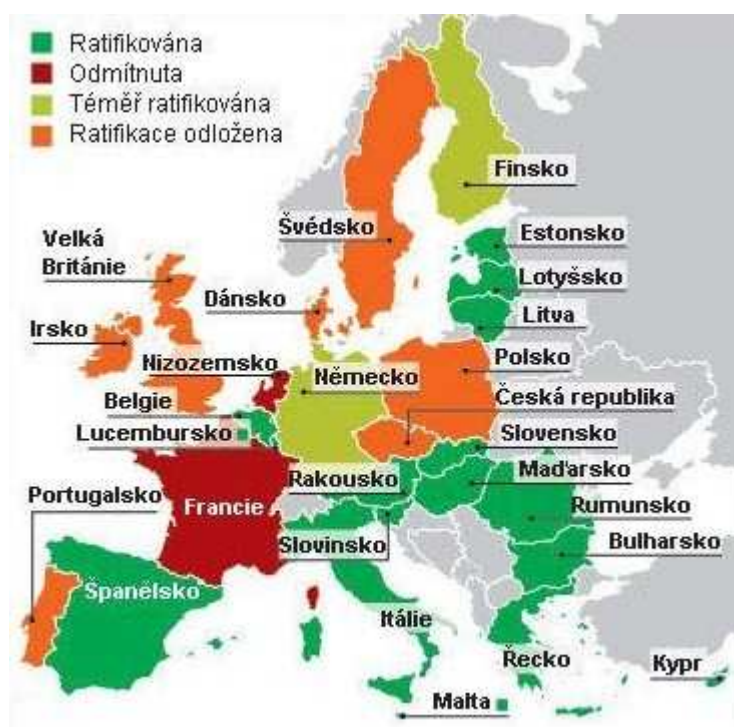 Ratifikována
Odmítnuta
Téměř ratifikována
Ratifikace odložena
Finsko
Švédsko
Estonsko
Velká
Británie
Lotyšsko
Dánsko
Litva
Irsko
Polsko
Nizozemsko
Německo
Česká republika
Belgie
Lucembursko
Slovensko
Maďarsko
Rakousko
Portugalsko
Francie
Rumunsko
Slovinsko
Bulharsko
Španělsko
Itálie
Řecko
Kypr
Malta